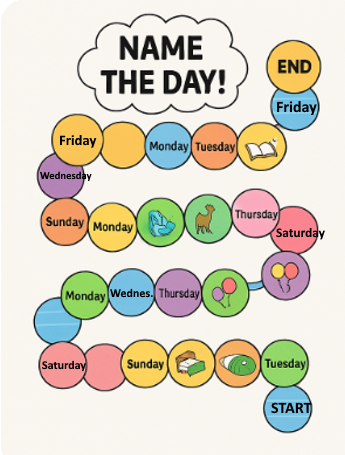 NAME
THE DAY!
END
Friday
Friday
Monday
Tuesday
Wednesday
Sunday
Monday
Thursday
Saturday
Monday
Wednes.
Thursday
Saturday
Sunday
Tuesday
START